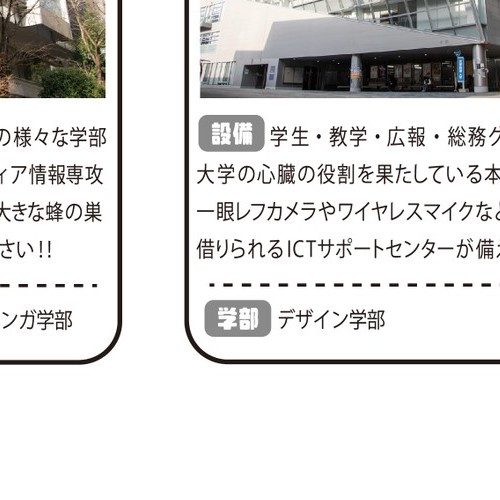 の様々な学部
ィア情報専攻
大きな蜂の巣
さい!!
ンガ学部
設備 学生・教学・広報・総務
大学の心臓の役割を果たしている本
一眼レフカメラやワイヤレスマイクなど
借りられるICTサポートセンターが備
学部 デザイン学部